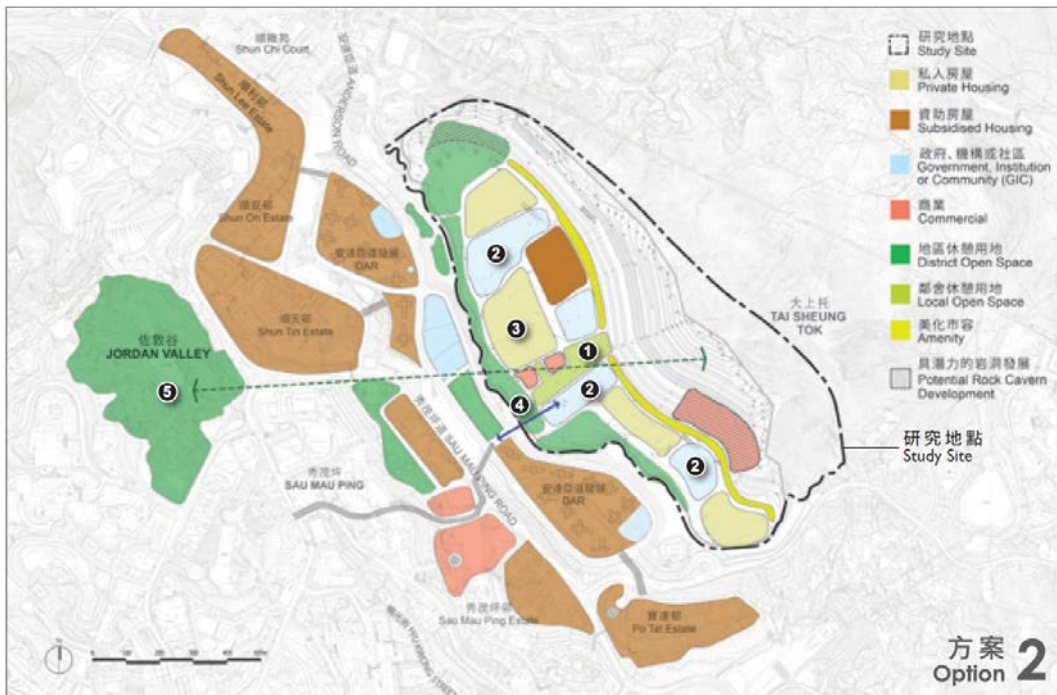 順緻苑
Shun Chi Court
安達臣道 ANDERSON ROAD
順利邨
Shun Lee Estate
順安邨
Shun On Estate
安達臣道發展
DAR
順天邨
Shun Tin Estate
佐敦谷
JORDAN VALLEY
5
2
3
1
4
2
2
大上托
TAI SHEUNG
TOK
研究地點
Study Site
秀茂坪道 SAU MAU PING ROAD
秀茂坪
SAU MAU PING
安達臣道發展
DAR
秀茂坪邨
Sau Mau Ping Estate
寶達邨
Po Tat Estate
研究地點
Study Site
私人房屋
Private Housing
資助房屋
Subsidised Housing
政府、機構或社區
Government, Institution
or Community (GIC)
商業
Commercial
地區休憩用地
District Open Space
鄰舍休憩用地
Local Open Space
美化市容
Amenity
具潛力的岩洞發展
Potential Rock Cavern
Development
方案
Option 2